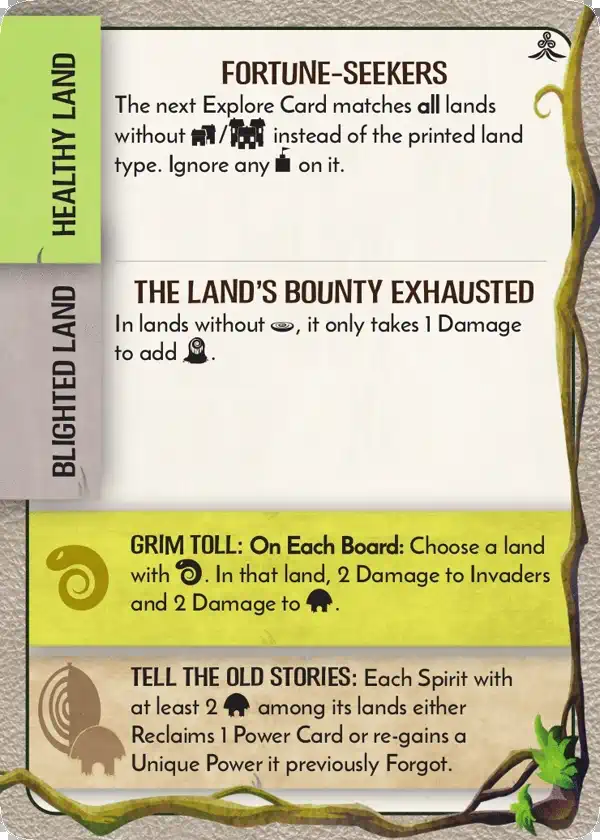 HEALTHY LAND
FORTUNE-SEEKERS
The next Explore Card matches all lands
without / instead of the printed land
type. Ignore any on it.
BLIGHTED LAND
THE LAND'S BOUNTY EXHAUSTED
In lands without , it only takes 1 Damage
to add .
GRIM TOLL: On Each Board: Choose a land
with . In that land, 2 Damage to Invaders
and 2 Damage to .
TELL THE OLD STORIES: Each Spirit with
at least 2 among its lands either
Reclaims 1 Power Card or re-gains a
Unique Power it previously Forgot.